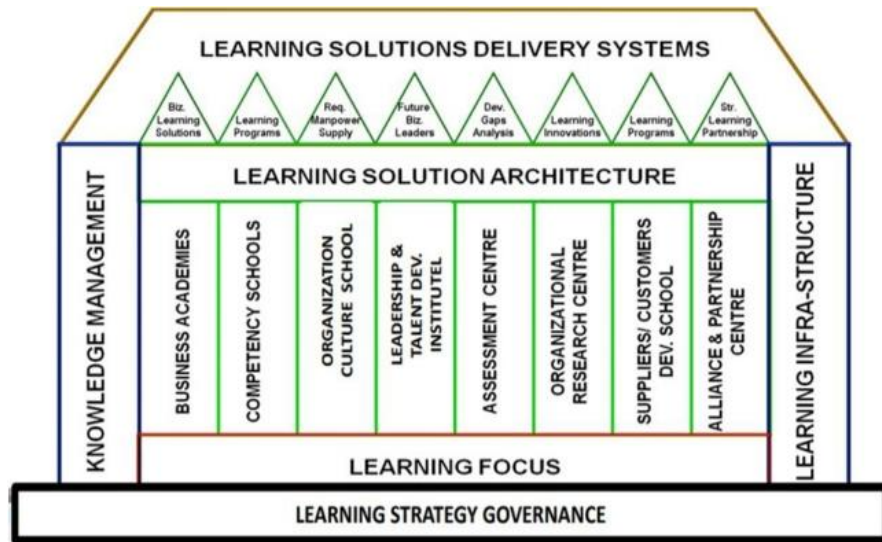 LEARNING SOLUTIONS DELIVERY SYSTEMS
Biz.
Learning
Solutions
Learning
Programs
Req.
Manpower
Supply
Future
Biz.
Leaders
Dev.
Gaps
Analysis
Learning
Innovations
Learning
Programs
Str.
Learning
Partnership
LEARNING SOLUTION ARCHITECTURE
KNOWLEDGE MANAGEMENT
BUSINESS ACADEMIES
COMPETENCY SCHOOLS
ORGANIZATION
CULTURE SCHOOL
LEADERSHIP &
TALENT DEV.
INSTITUTEL
ASSESSMENT CENTRE
ORGANIZATIONAL
RESEARCH CENTRE
SUPPLIERS/ CUSTOMERS
DEV. SCHOOL
ALLIANCE & PARTNERSHIP
CENTRE
LEARNING INFRA-STRUCTURE
LEARNING FOCUS
LEARNING STRATEGY GOVERNANCE